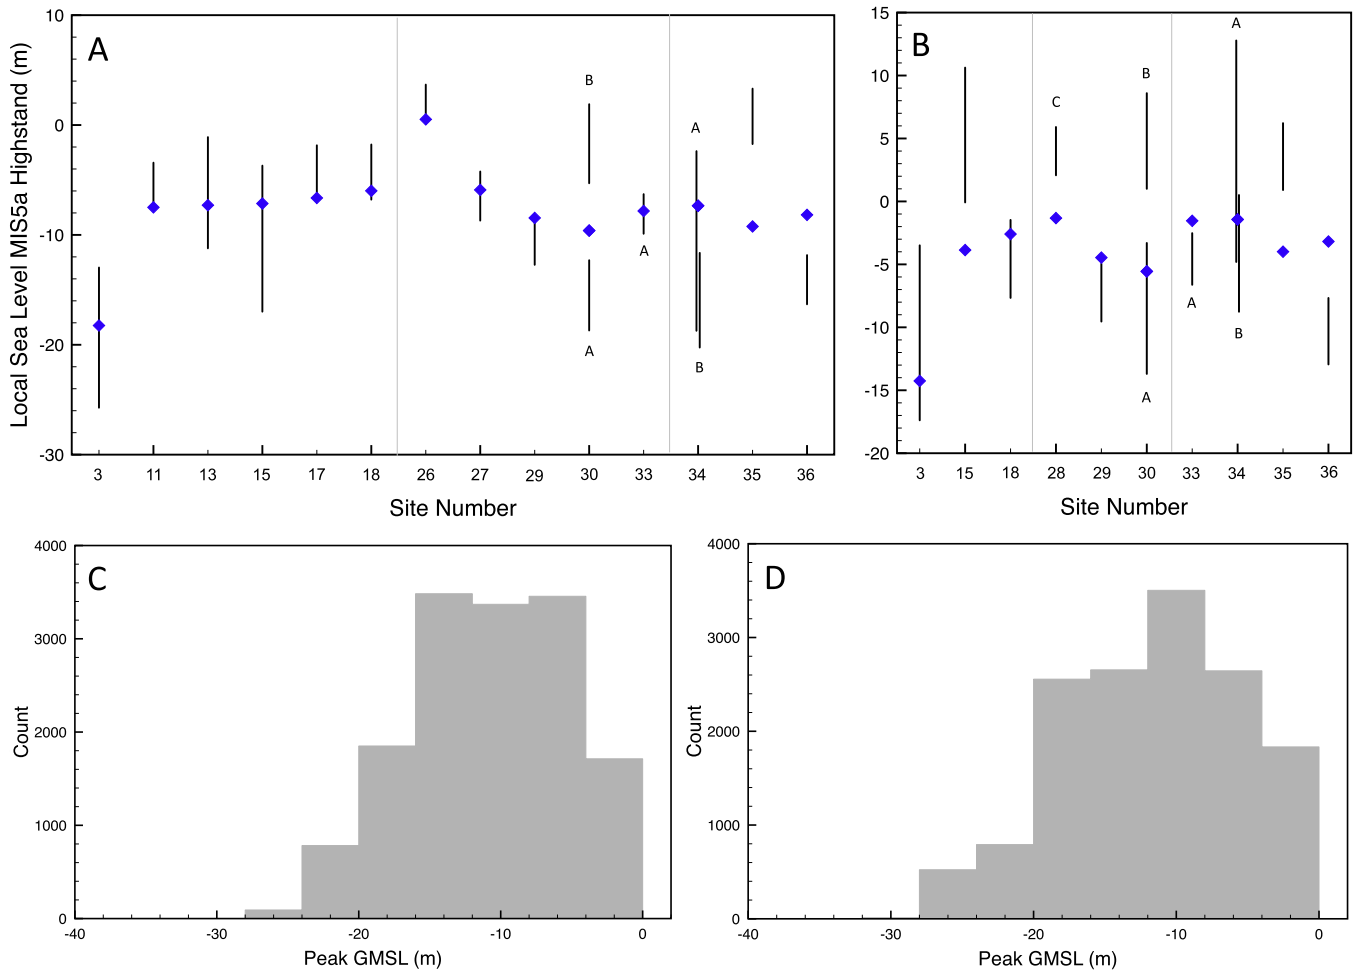 A
Local Sea Level MIS5a Highstand (m)
10
0
-10
-20
-30
B
A
A
A
B
3 11 13 15 17 18 26 27 29 30 33 34 35 36
Site Number
B
15
10
5
0
-5
-10
-15
-20
C
B
A
A
A
B
3 15 18 28 29 30 33 34 35 36
Site Number
C
Count
4000
3000
2000
1000
0
-40 -30 -20 -10 0
Peak GMSL (m)
D
Count
4000
3000
2000
1000
0
-40 -30 -20 -10 0
Peak GMSL (m)